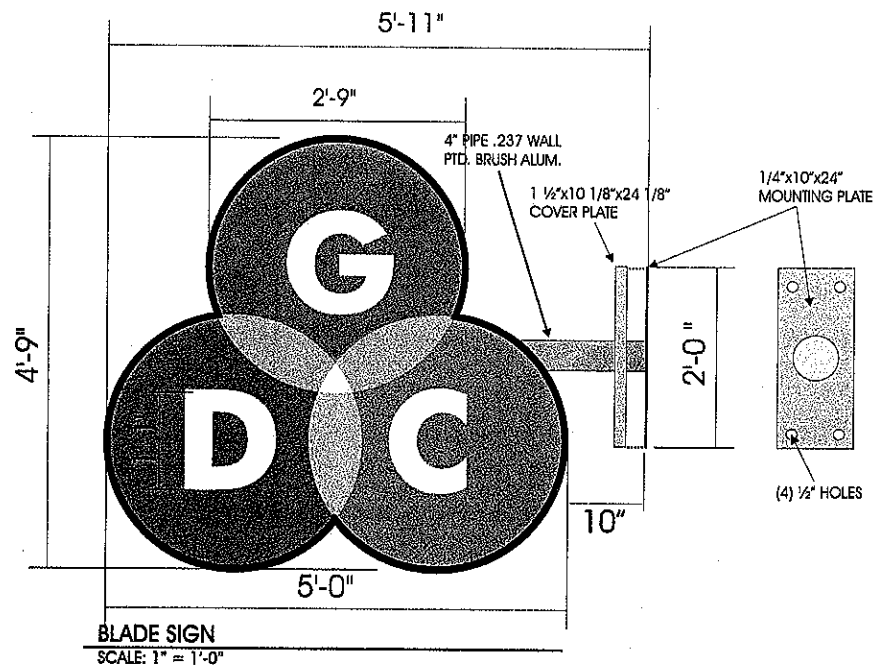 5'-11"
2'-9"
4" PIPE .237 WALL
PTD. BRUSH ALUM.
1 ½"x10 1/8"x24 1/8"
COVER PLATE
1/4"x10"x24"
MOUNTING PLATE
G
4'-9"
2'-0"
D C
(4) ½" HOLES
10"
5'-0"
BLADE SIGN
SCALE: 1" = 1'-0"